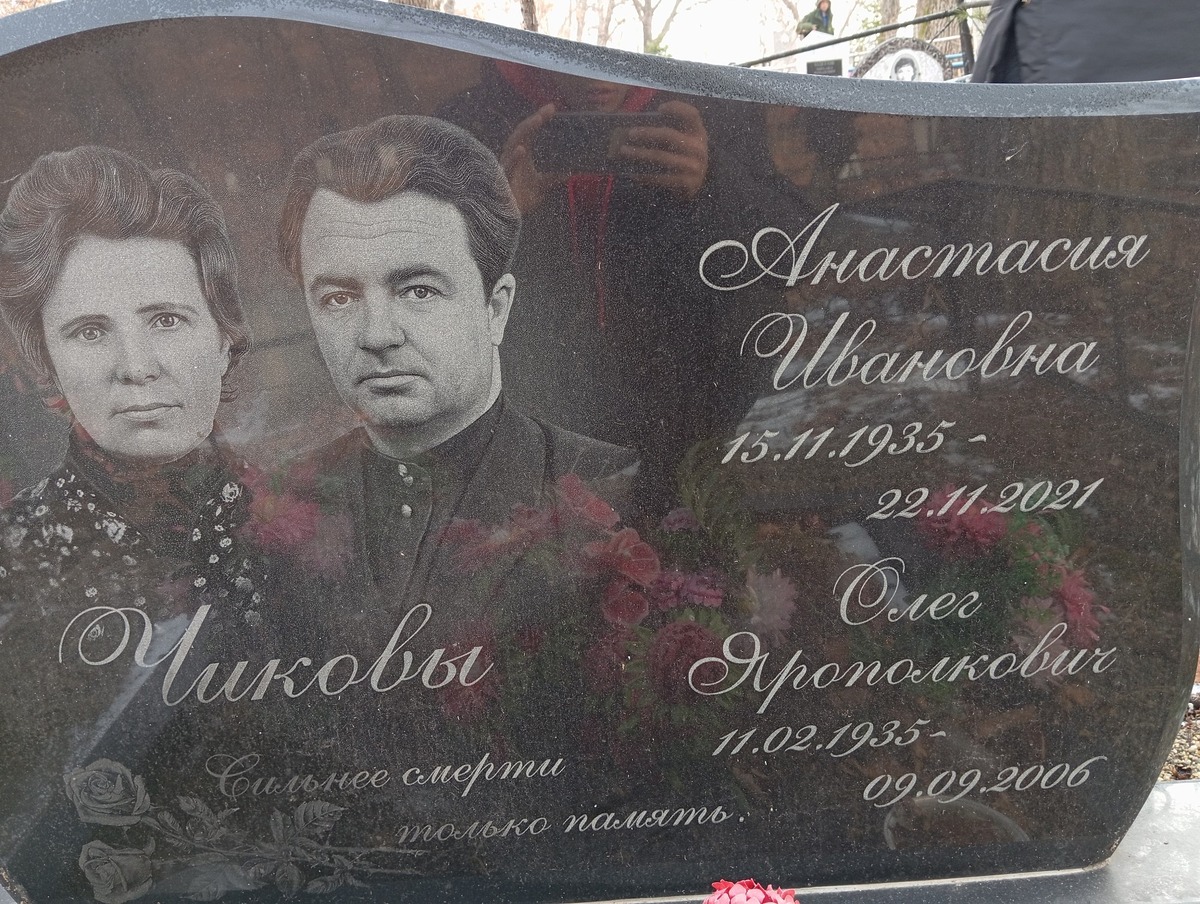 Анастасия
Ивановна
15.11.1935 -
22.11.2021
Олег
Ярополкович
11.02.1935-
09.09.2006
Чиковы
Сильнее смерти
только память.